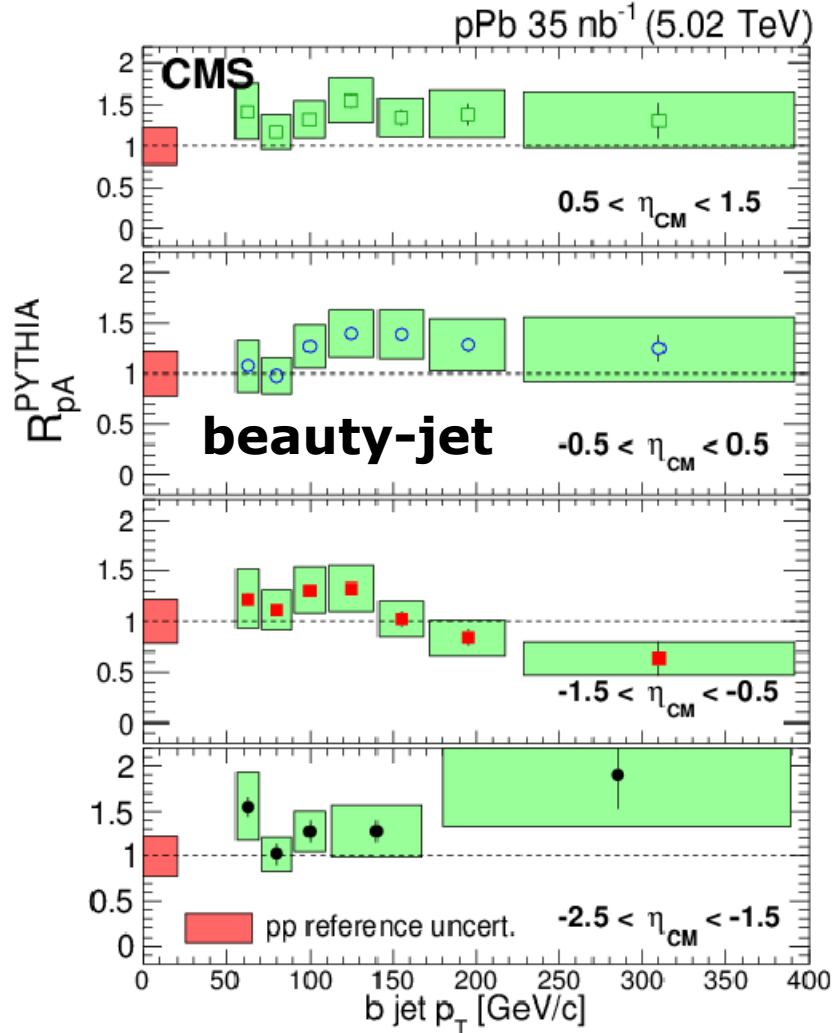 pPb 35 nb⁻¹ (5.02 TeV)
CMS
2
1.5
1
0.5
0
0.5 < η_CM < 1.5
2
1.5
1
0.5
0
beauty-jet
-0.5 < η_CM < 0.5
R_pA^PYTHIA
2
1.5
1
0.5
0
-1.5 < η_CM < -0.5
2
1.5
1
0.5
0
pp reference uncert.
-2.5 < η_CM < -1.5
0 50 100 150 200 250 300 350 400
b jet p_T [GeV/c]